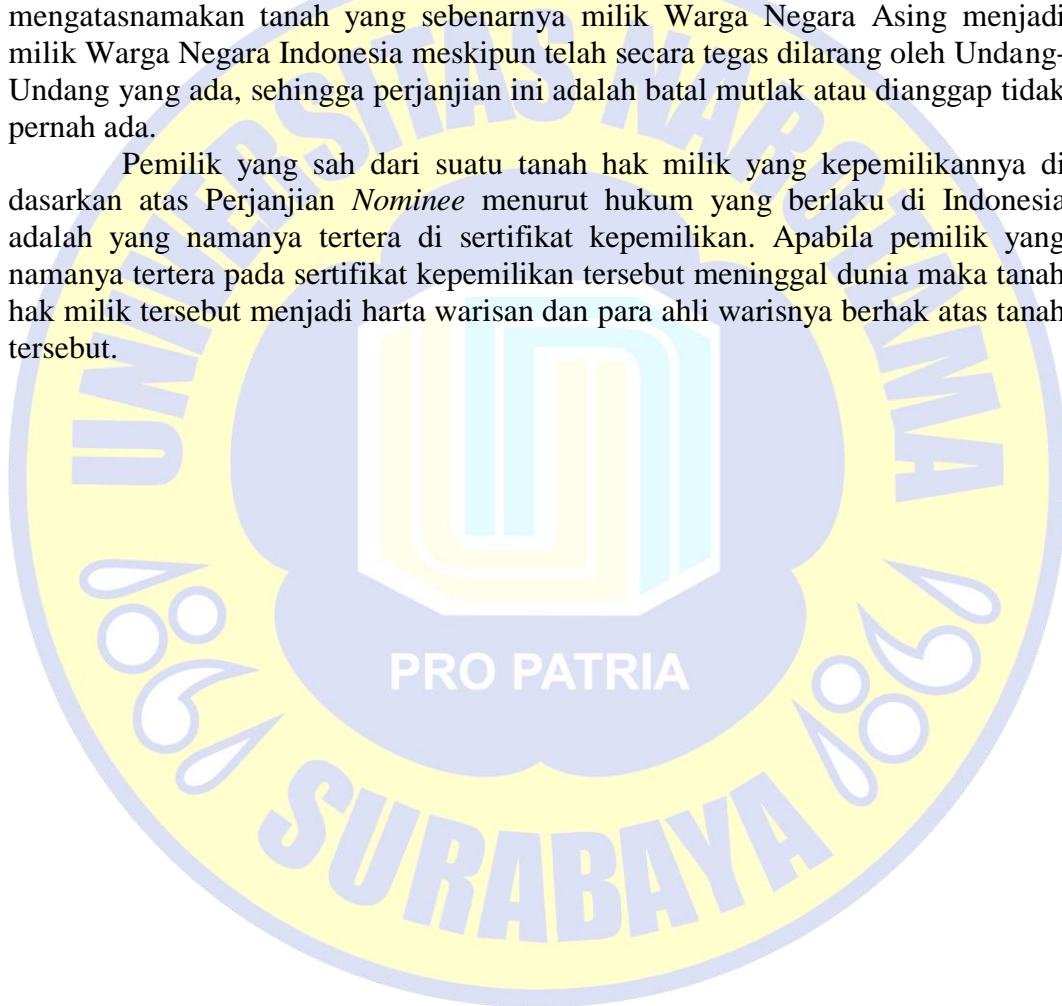 mengatasnamakan tanah yang sebenarnya milik Warga Negara Asing menjadi
milik Warga Negara Indonesia meskipun telah secara tegas dilarang oleh Undang-
Undang yang ada, sehingga perjanjian ini adalah batal mutlak atau dianggap tidak
pernah ada.
Pemilik yang sah dari suatu tanah hak milik yang kepemilikannya di
dasarkan atas Perjanjian Nominee menurut hukum yang berlaku di Indonesia
adalah yang namanya tertera di sertifikat kepemilikan. Apabila pemilik yang
namanya tertera pada sertifikat kepemilikan tersebut meninggal dunia maka tanah
hak milik tersebut menjadi harta warisan dan para ahli warisnya berhak atas tanah
tersebut.
UNIVERSITAS NAROTAMA
PRO PATRIA
SURABAYA